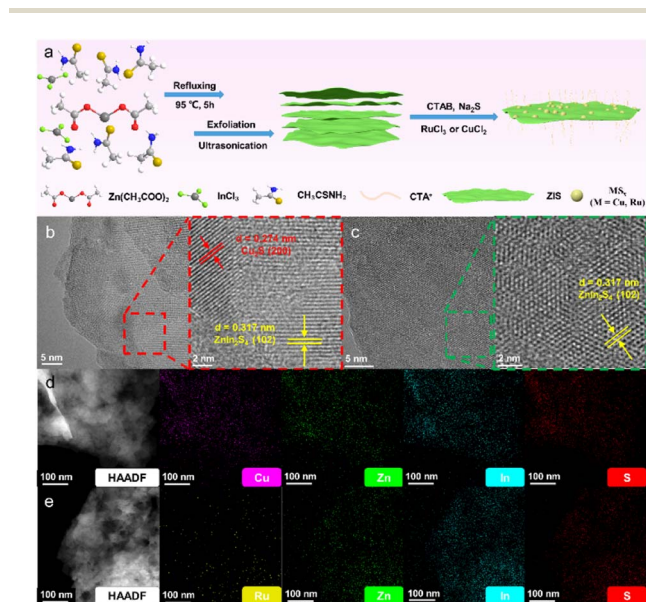 a
Refluxing
95 ℃, 5h
Exfoliation
Ultrasonication
CTAB, Na₂S
RuCl₃ or CuCl₂
Zn(CH₃COO)₂
InCl₃
CH₃CSNH₂
CTA⁺
ZIS
MSₓ
(M = Cu, Ru)
b
d = 0.274 nm
(200)
d = 0.317 nm
ZnIn₂S₄ (102)
5 nm
2 nm
c
d = 0.317 nm
ZnIn₂S₄ (102)
5 nm
2 nm
d
100 nm HAADF
100 nm Cu
100 nm Zn
100 nm In
100 nm S
e
100 nm HAADF
100 nm Ru
100 nm Zn
100 nm In
100 nm S